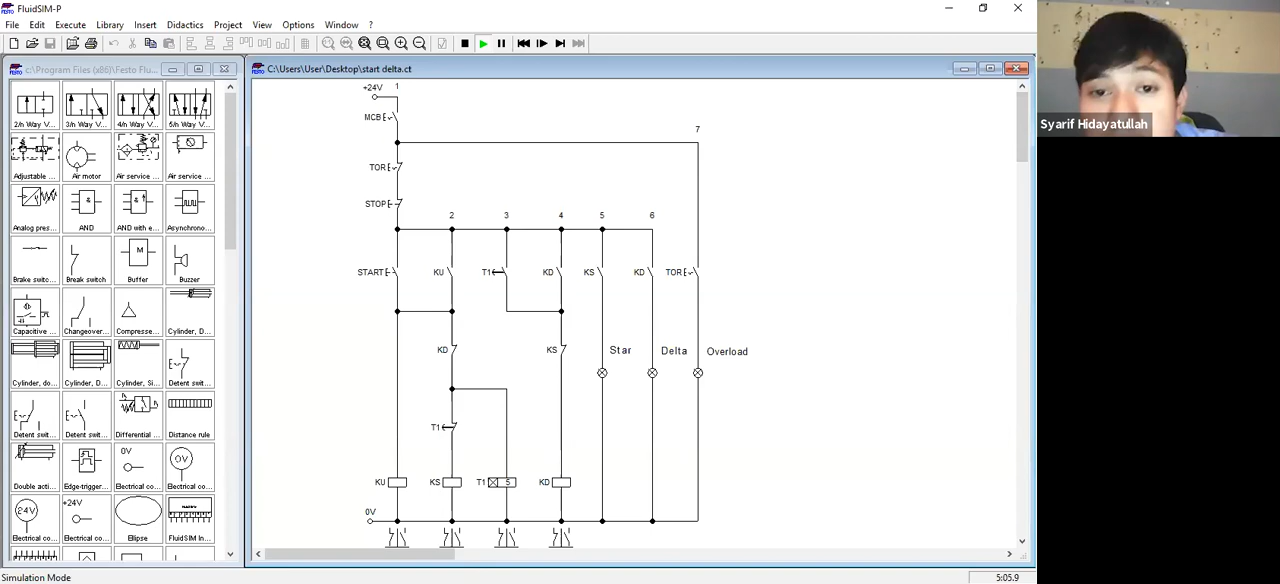 FluidSIM-P
File Edit Execute Library Insert Didactics Project View Options Window ?
c:\Program Files (x86)\Festo Flu...
C:\Users\User\Desktop\start delta.ct
2/n Way V... 3/n Way V... 4/n Way V... 5/n Way V...
Adjustable ... Air motor Air service ... Air service ...
Analog pres... AND AND with e... Asynchrono...
Brake switc... Break switch Buffer Buzzer
Capacitive ... Changeover... Compresse... Cylinder, D...
Cylinder, do... Cylinder, D... Cylinder, Si... Detent swit...
Detent swit... Detent swit... Differential ... Distance rule
Double acti... Edge-trigger... Electrical co... Electrical co...
Electrical co... Electrical co... Ellipse FluidSIM In...
+24V 1
MCB
7
TOR
STOP
2 3 4 5 6
START KU T1 KD KS KD TOR
KD KS Star Delta Overload
T1
KU KS T1 5 KD
0V
Syarif Hidayatullah
Simulation Mode 5:05.9